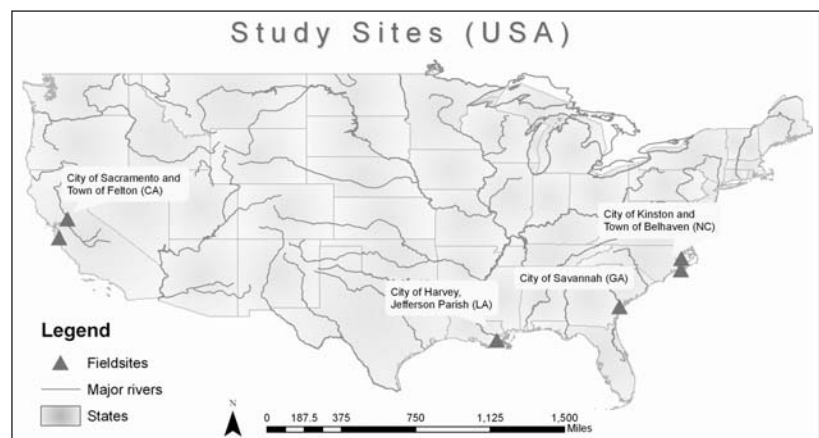 Study Sites (USA)
City of Sacramento and
Town of Felton (CA)
City of Kinston and
Town of Belhaven (NC)
City of Savannah (GA)
City of Harvey,
Jefferson Parish (LA)
Legend
Fieldsites
Major rivers
States
N
0 187.5 375 750 1,125 1,500
Miles